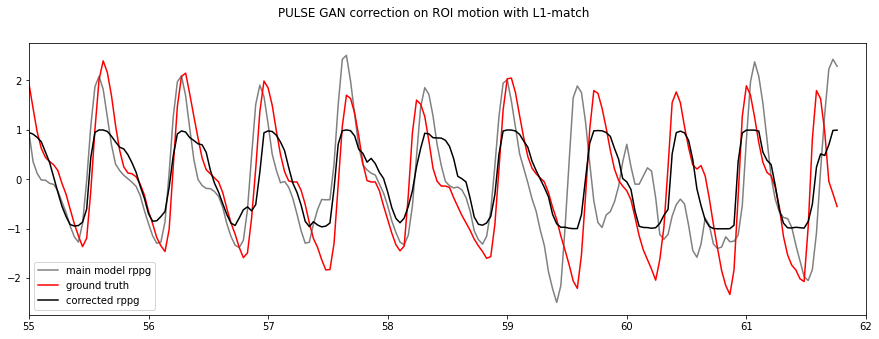 PULSE GAN correction on ROI motion with L1-match
2
1
0
−1
−2
main model rppg
ground truth
corrected rppg
55 56 57 58 59 60 61 62